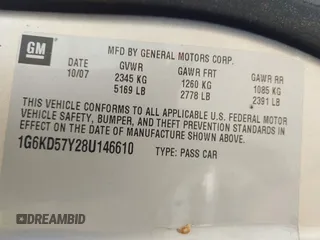 GM
MFD BY GENERAL MOTORS CORP.
DATE GVWR GAWR FRT GAWR RR
10/07 2345 KG 1260 KG 1085 KG
5169 LB 2778 LB 2391 LB
THIS VEHICLE CONFORMS TO ALL APPLICABLE U.S. FEDERAL MOTOR
VEHICLE SAFETY, BUMPER, AND THEFT PREVENTION STANDARDS IN
EFFECT ON THE DATE OF MANUFACTURE SHOWN ABOVE.
1G6KD57Y28U146610 TYPE: PASS CAR
DREAMBID